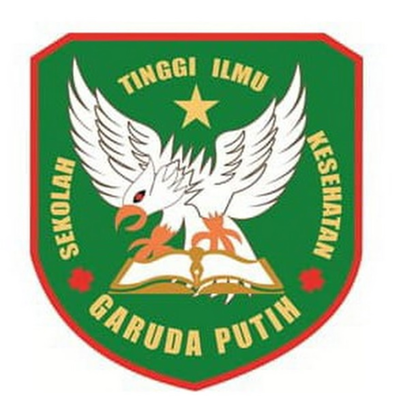 SEKOLAH
TINGGI ILMU
KESEHATAN
GARUDA PUTIH